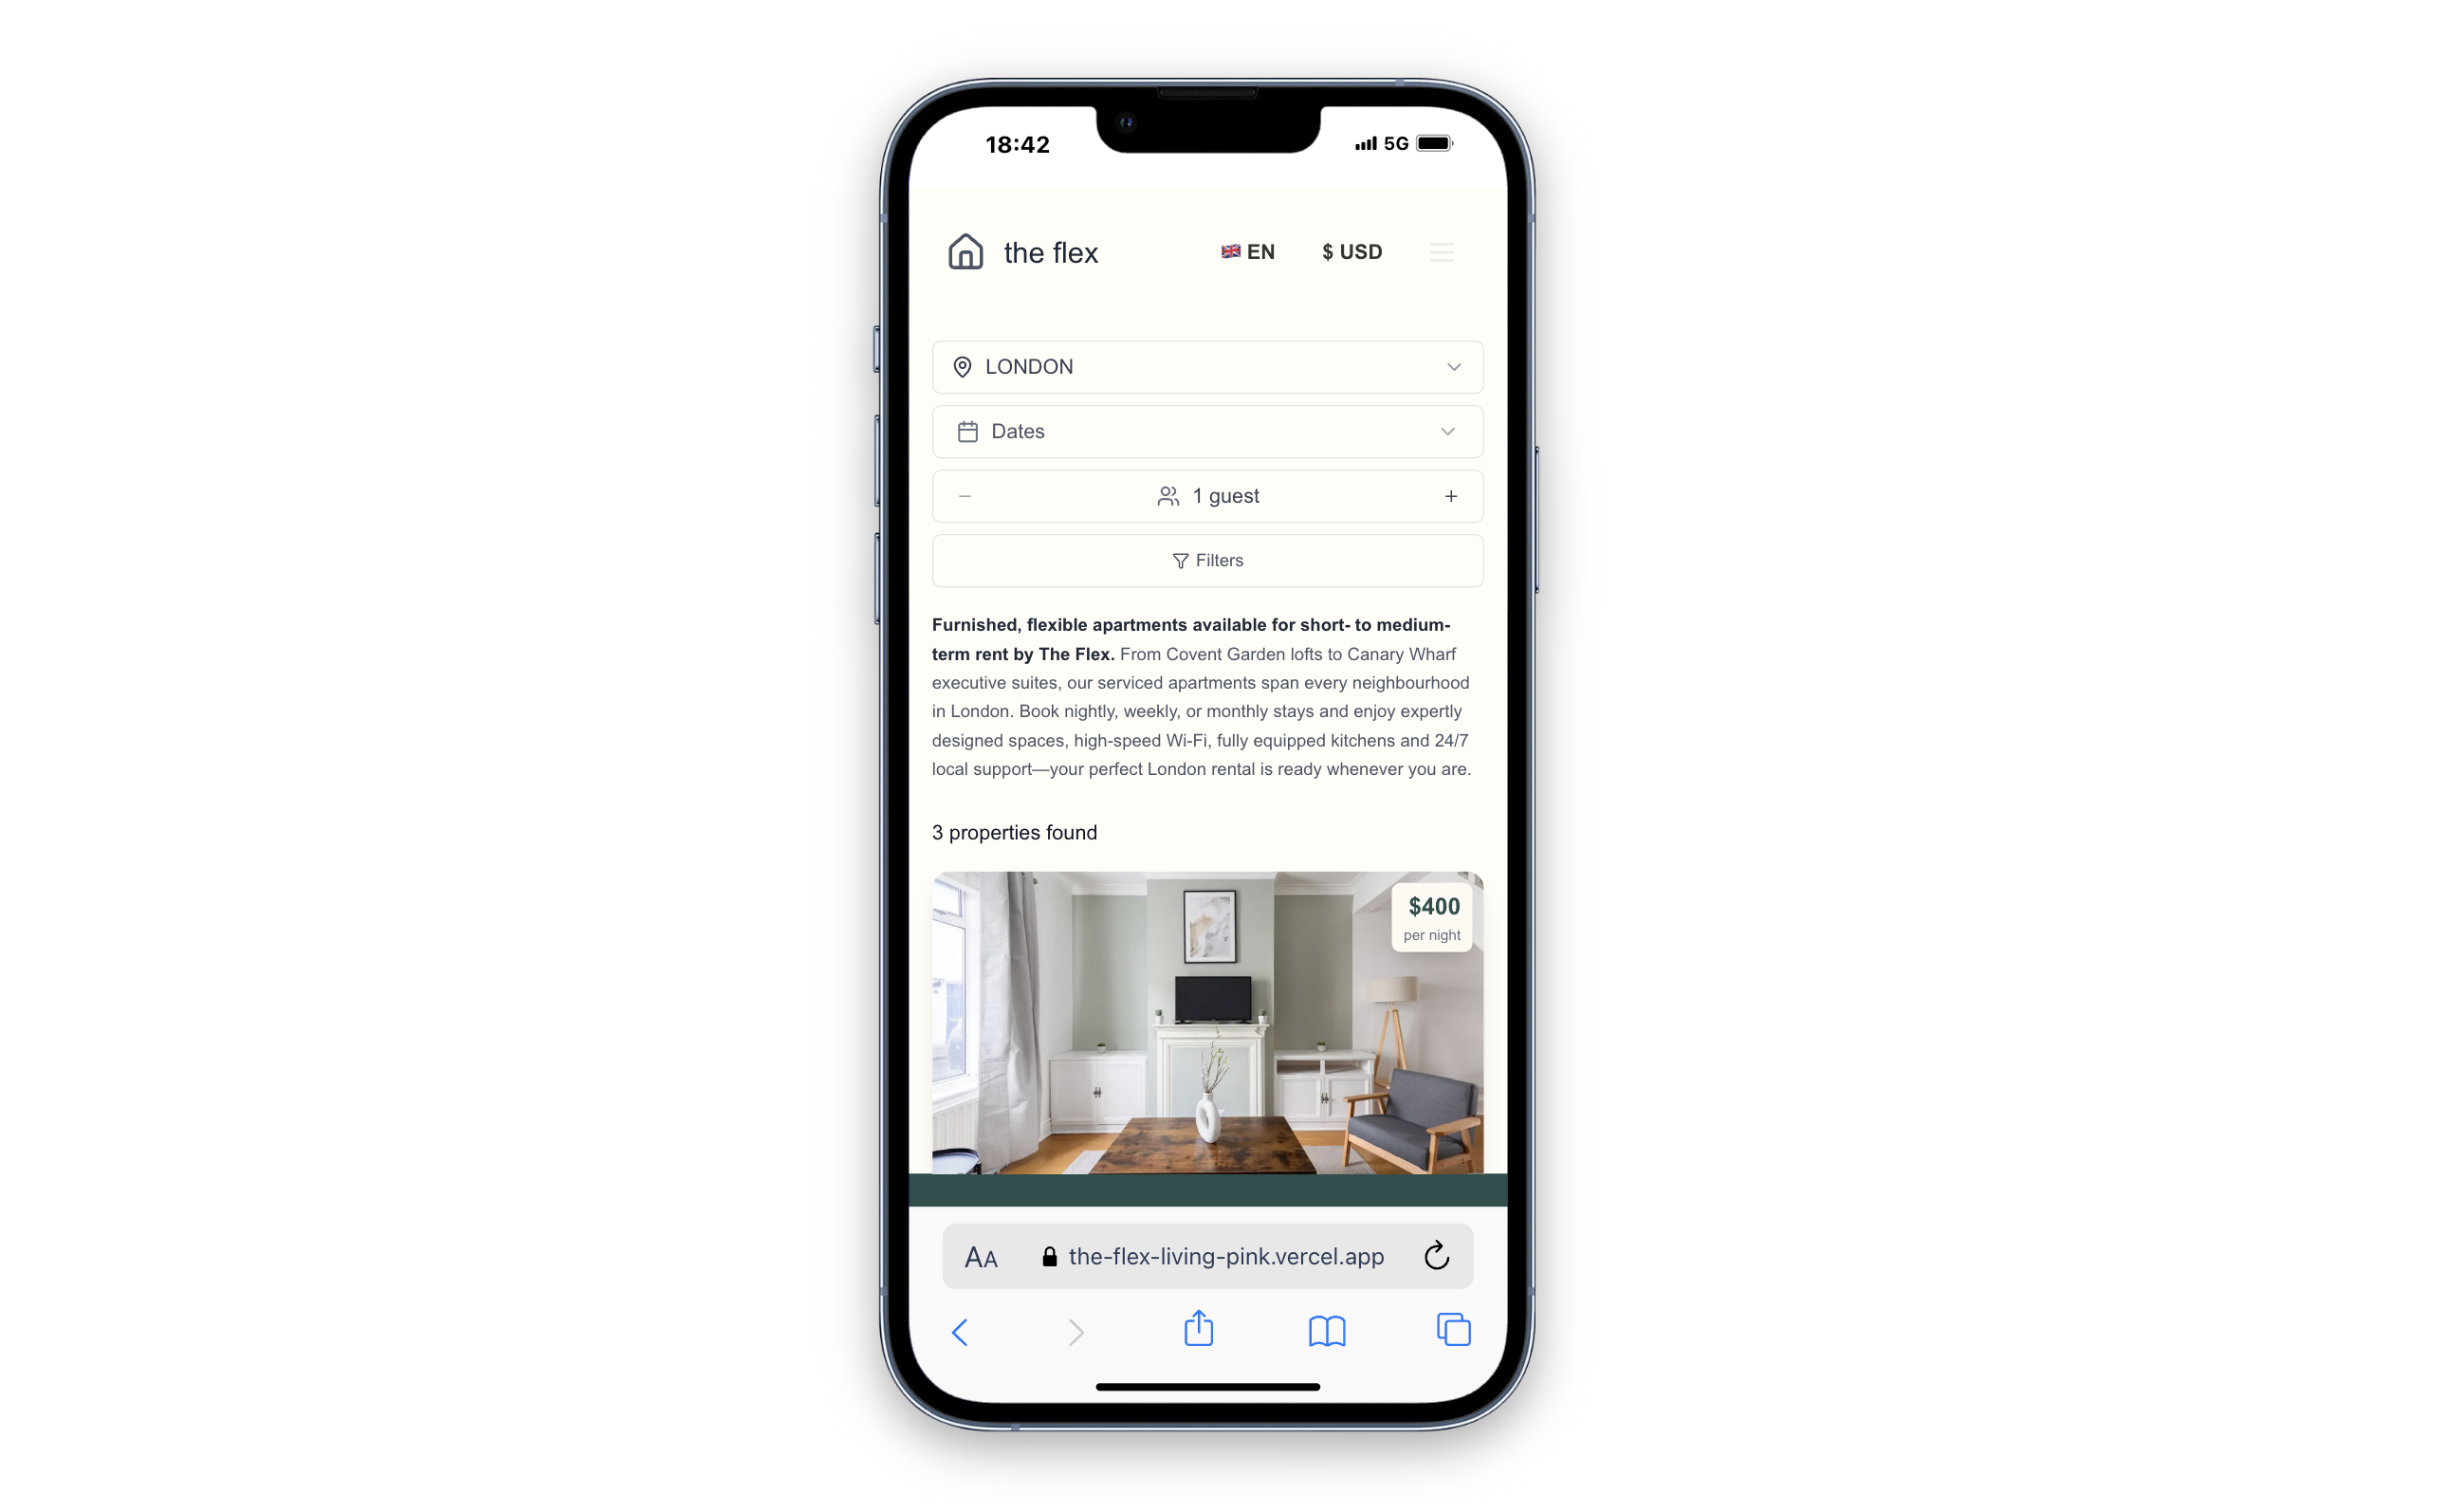 18:42 5G
the flex 🇬🇧 EN $ USD
LONDON
Dates
− 1 guest +
Filters
Furnished, flexible apartments available for short- to medium-
term rent by The Flex. From Covent Garden lofts to Canary Wharf
executive suites, our serviced apartments span every neighbourhood
in London. Book nightly, weekly, or monthly stays and enjoy expertly
designed spaces, high-speed Wi-Fi, fully equipped kitchens and 24/7
local support—your perfect London rental is ready whenever you are.
3 properties found
$400
per night
AA the-flex-living-pink.vercel.app